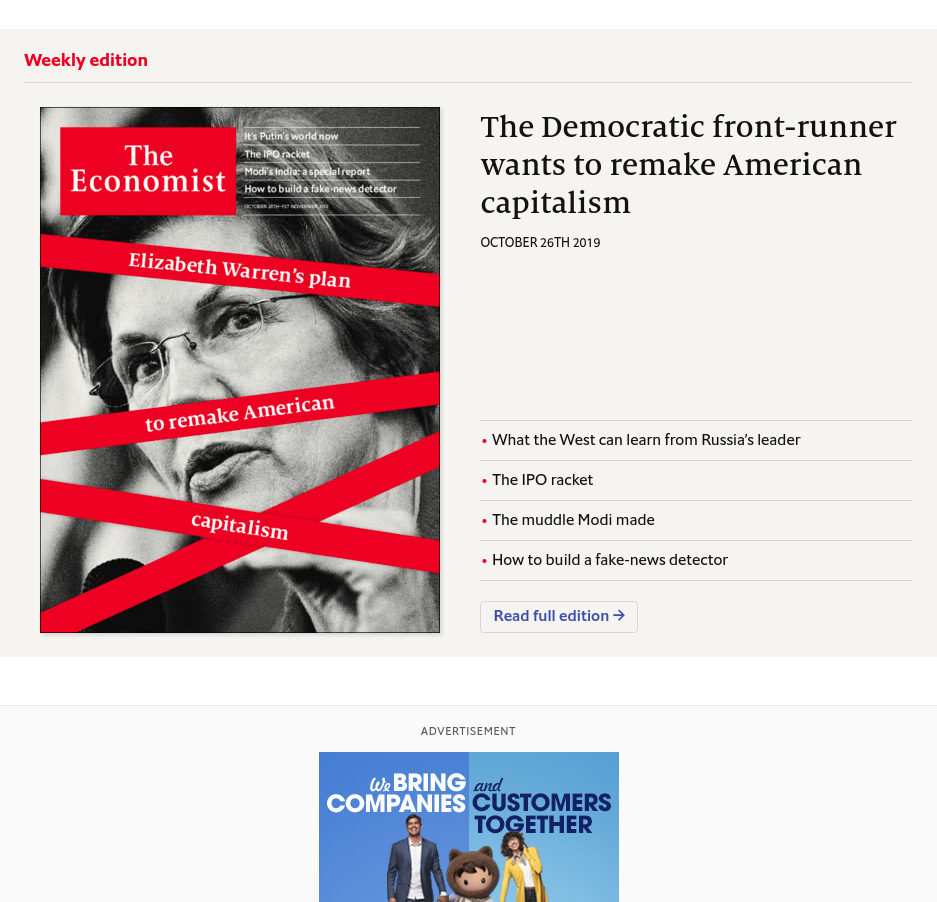 Weekly edition
The
Economist
It's Putin's world now
The IPO racket
Modi's India: a special report
How to build a fake-news detector
OCTOBER 26TH–1ST NOVEMBER 2019
Elizabeth Warren's plan
to remake American
capitalism
The Democratic front-runner
wants to remake American
capitalism
OCTOBER 26TH 2019
• What the West can learn from Russia's leader
• The IPO racket
• The muddle Modi made
• How to build a fake-news detector
Read full edition →
ADVERTISEMENT
We BRING
COMPANIES
and
CUSTOMERS
TOGETHER